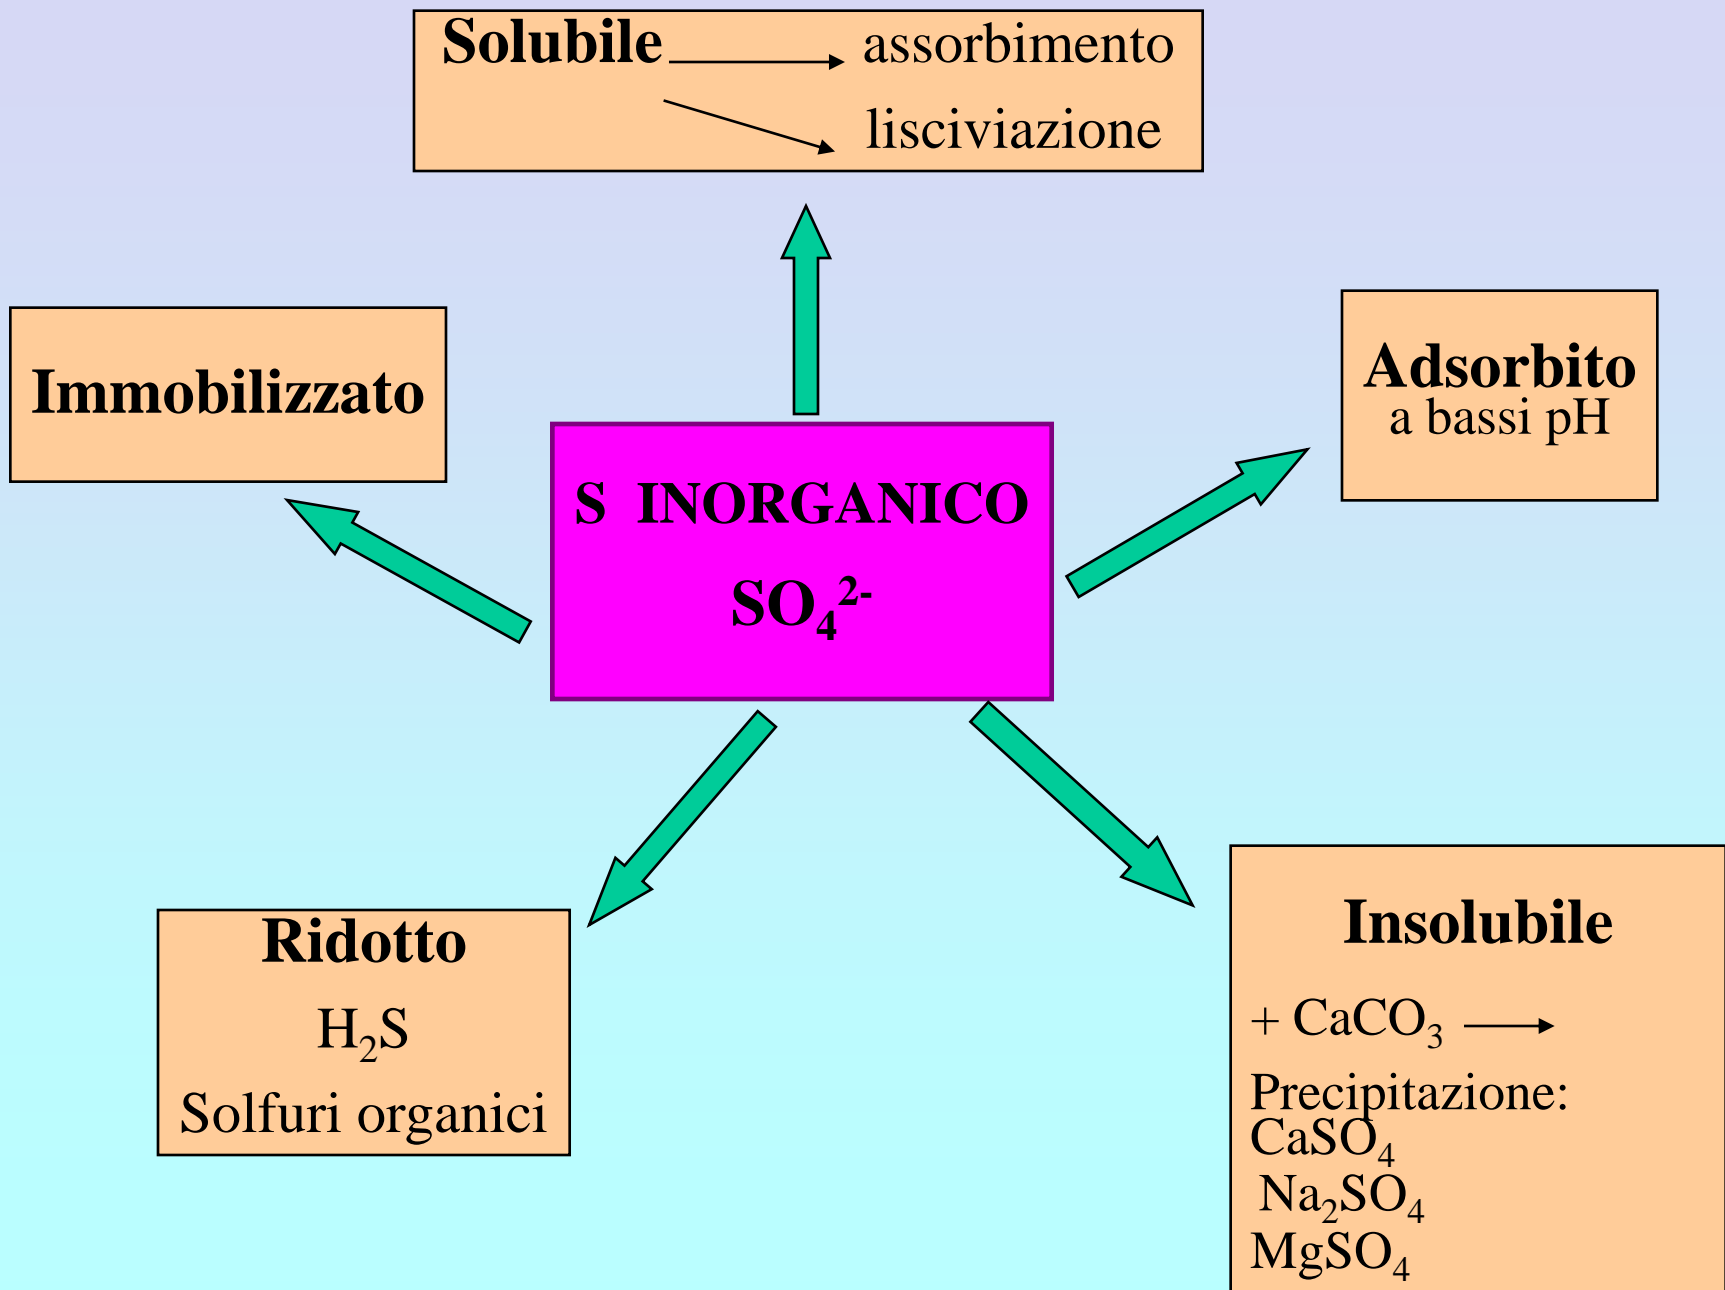 Solubile assorbimento
lisciviazione
Immobilizzato
Adsorbito
a bassi pH
S INORGANICO
SO₄²⁻
Ridotto
H₂S
Solfuri organici
Insolubile
+ CaCO₃
Precipitazione:
CaSO₄
Na₂SO₄
MgSO₄